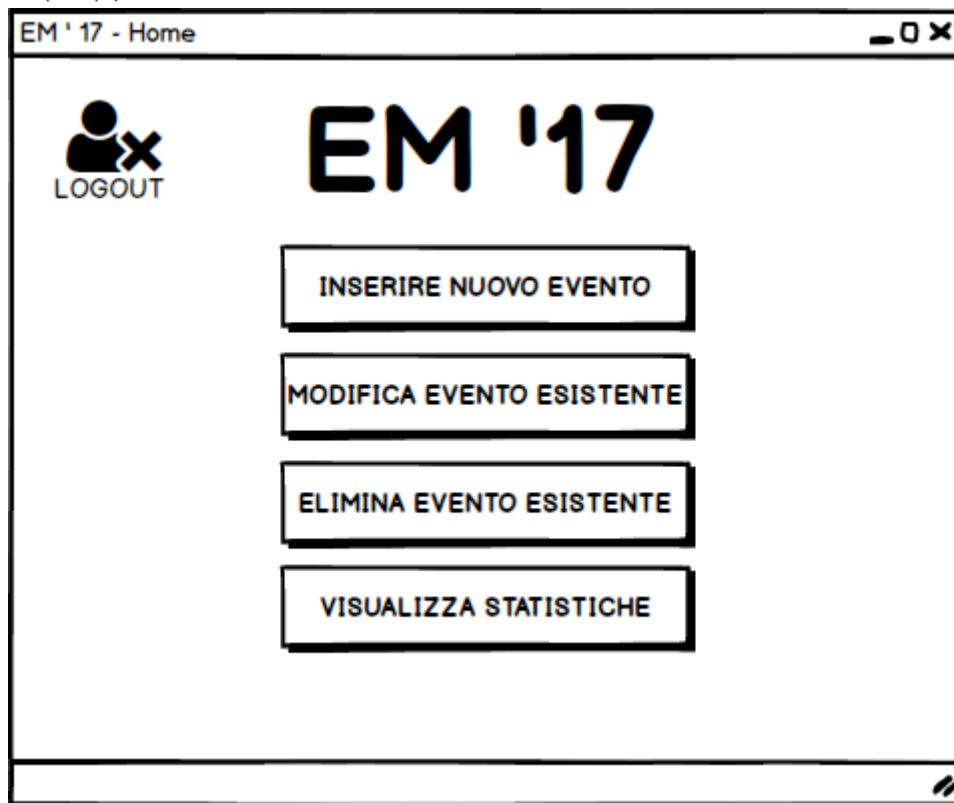 EM ' 17 - Home
EM '17
LOGOUT
INSERIRE NUOVO EVENTO
MODIFICA EVENTO ESISTENTE
ELIMINA EVENTO ESISTENTE
VISUALIZZA STATISTICHE